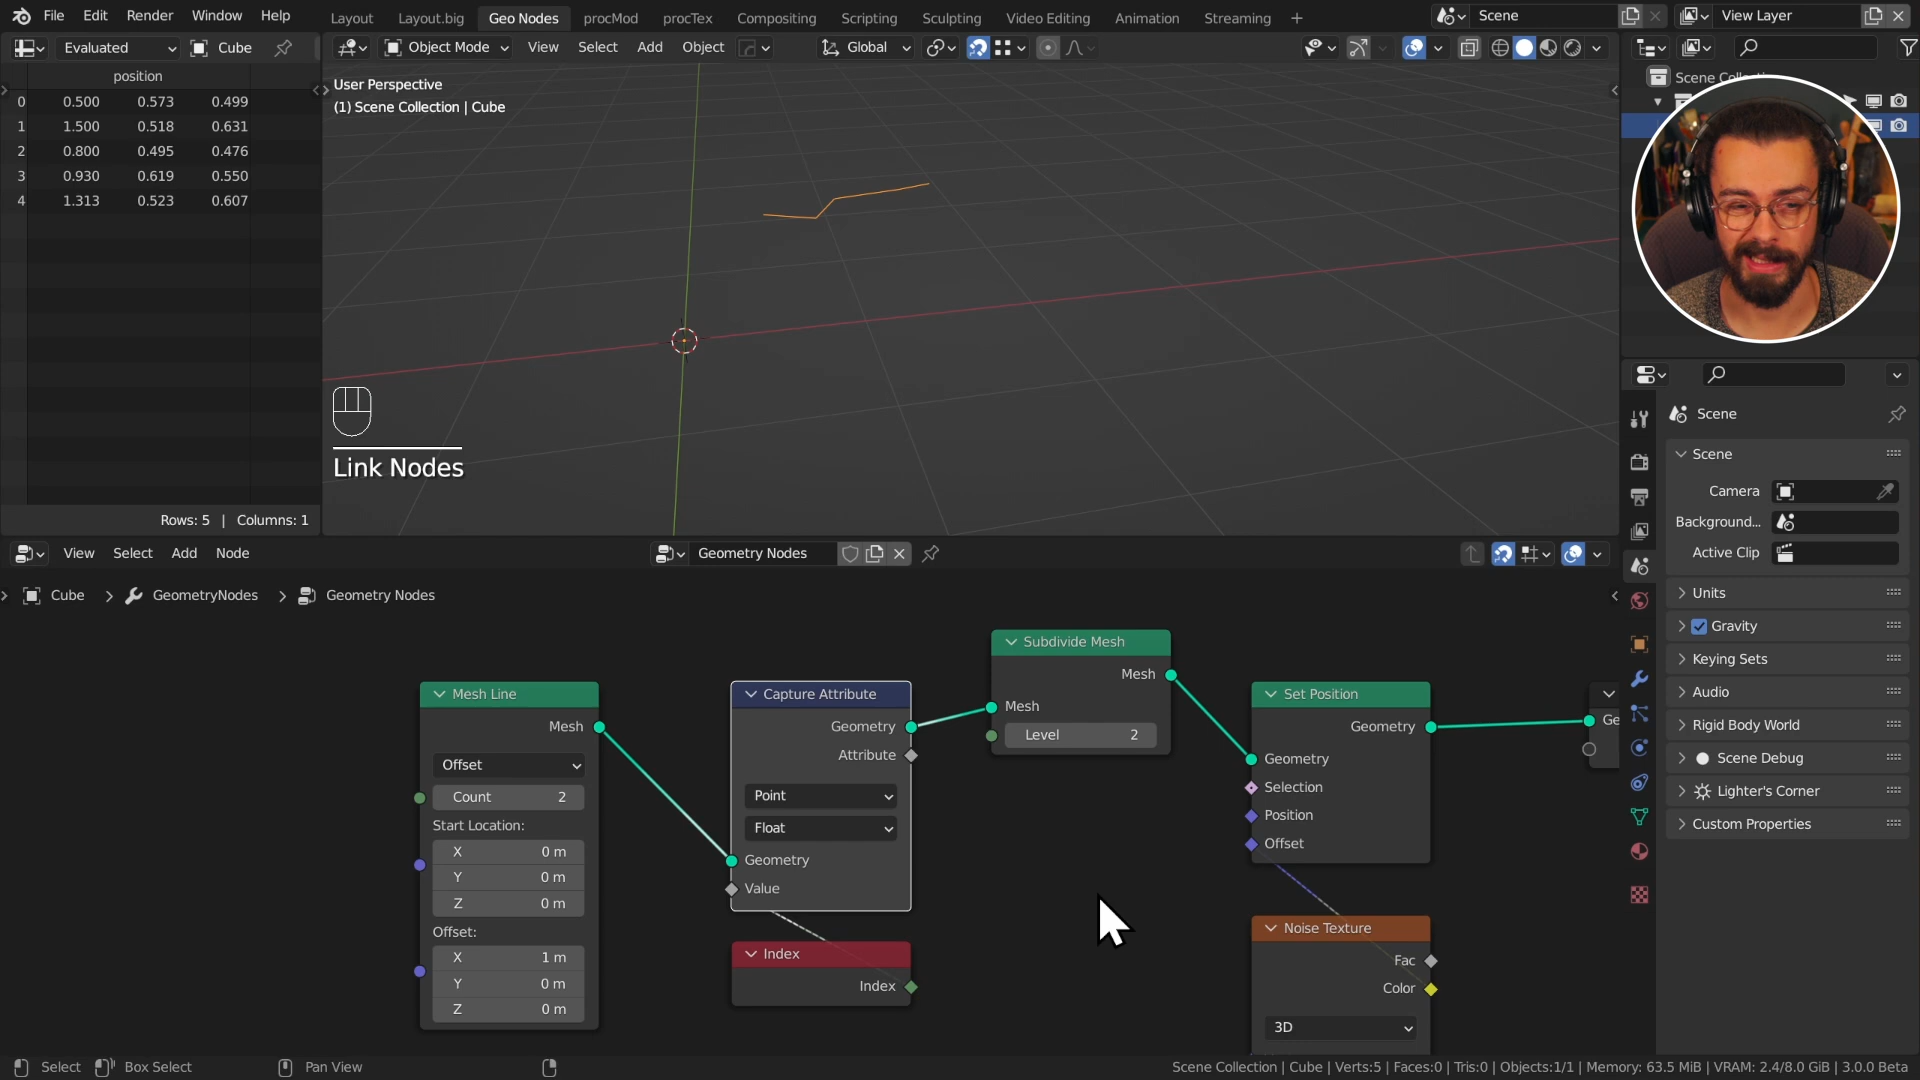 File Edit Render Window Help
Layout Layout.big Geo Nodes procMod procTex Compositing Scripting Sculpting Video Editing Animation Streaming +
Scene
View Layer
Evaluated Cube
Object Mode View Select Add Object
Global
position
0 0.500 0.573 0.499
1 1.500 0.518 0.631
2 0.800 0.495 0.476
3 0.930 0.619 0.550
4 1.313 0.523 0.607
Rows: 5 | Columns: 1
User Perspective
(1) Scene Collection | Cube
Link Nodes
Scene
Scene
Scene
Camera
Background...
Active Clip
Units
Gravity
Keying Sets
Audio
Rigid Body World
Scene Debug
Lighter's Corner
Custom Properties
View Select Add Node
Geometry Nodes
Cube > GeometryNodes > Geometry Nodes
Mesh Line
Mesh
Offset
Count 2
Start Location:
X 0 m
Y 0 m
Z 0 m
Offset:
X 1 m
Y 0 m
Z 0 m
Capture Attribute
Geometry
Attribute
Point
Float
Geometry
Value
Index
Index
Subdivide Mesh
Mesh
Mesh
Level 2
Set Position
Geometry
Geometry
Selection
Position
Offset
Noise Texture
Fac
Color
3D
Ge
Select Box Select Pan View
Scene Collection | Cube | Verts:5 | Faces:0 | Tris:0 | Objects:1/1 | Memory: 63.5 MiB | VRAM: 2.4/8.0 GiB | 3.0.0 Beta